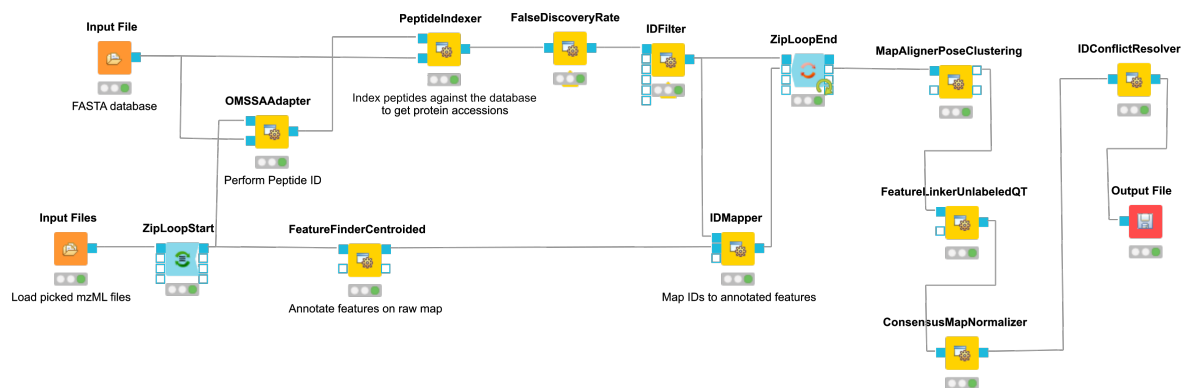 Input File
FASTA database
PeptideIndexer
Index peptides against the database
to get protein accessions
FalseDiscoveryRate
IDFilter
ZipLoopEnd
MapAlignerPoseClustering
IDConflictResolver
OMSSAAdapter
Perform Peptide ID
Input Files
Load picked mzML files
ZipLoopStart
FeatureFinderCentroided
Annotate features on raw map
IDMapper
Map IDs to annotated features
FeatureLinkerUnlabeledQT
Output File
ConsensusMapNormalizer